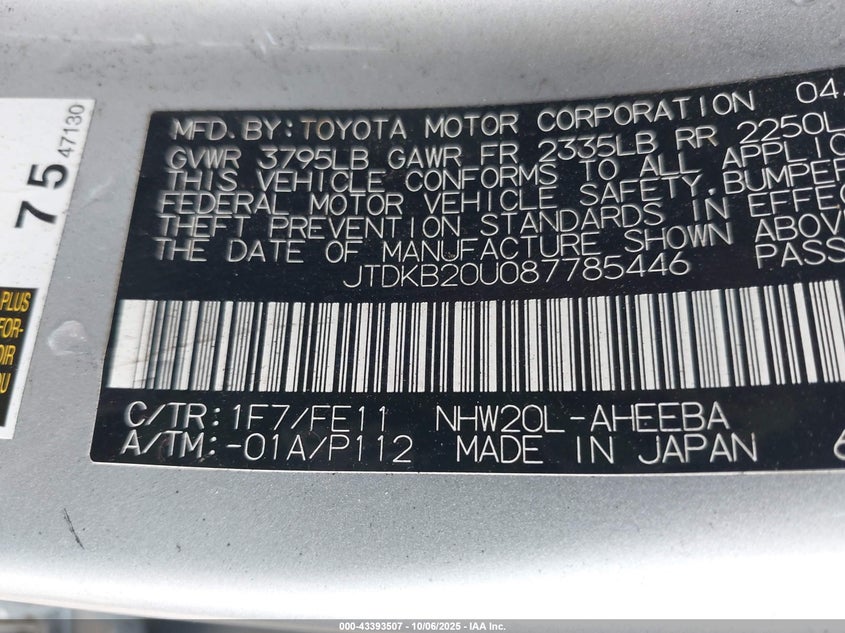 MFD. BY: TOYOTA MOTOR CORPORATION 04
GVWR 3795LB GAWR FR 2335LB RR 2250L
THIS VEHICLE CONFORMS TO ALL APPLIC
FEDERAL MOTOR VEHICLE SAFETY, BUMPER
THEFT PREVENTION STANDARDS IN EFFEC
THE DATE OF MANUFACTURE SHOWN ABOVE
JTDKB20U087785446 PASS
C/TR: 1F7/FE11 NHW20L-AHEEBA
A/TM: -01A/P112 MADE IN JAPAN
75
47130
-PLUS
FOR-
DIR
OU
000-43393507 - 10/06/2025 - IAA Inc.